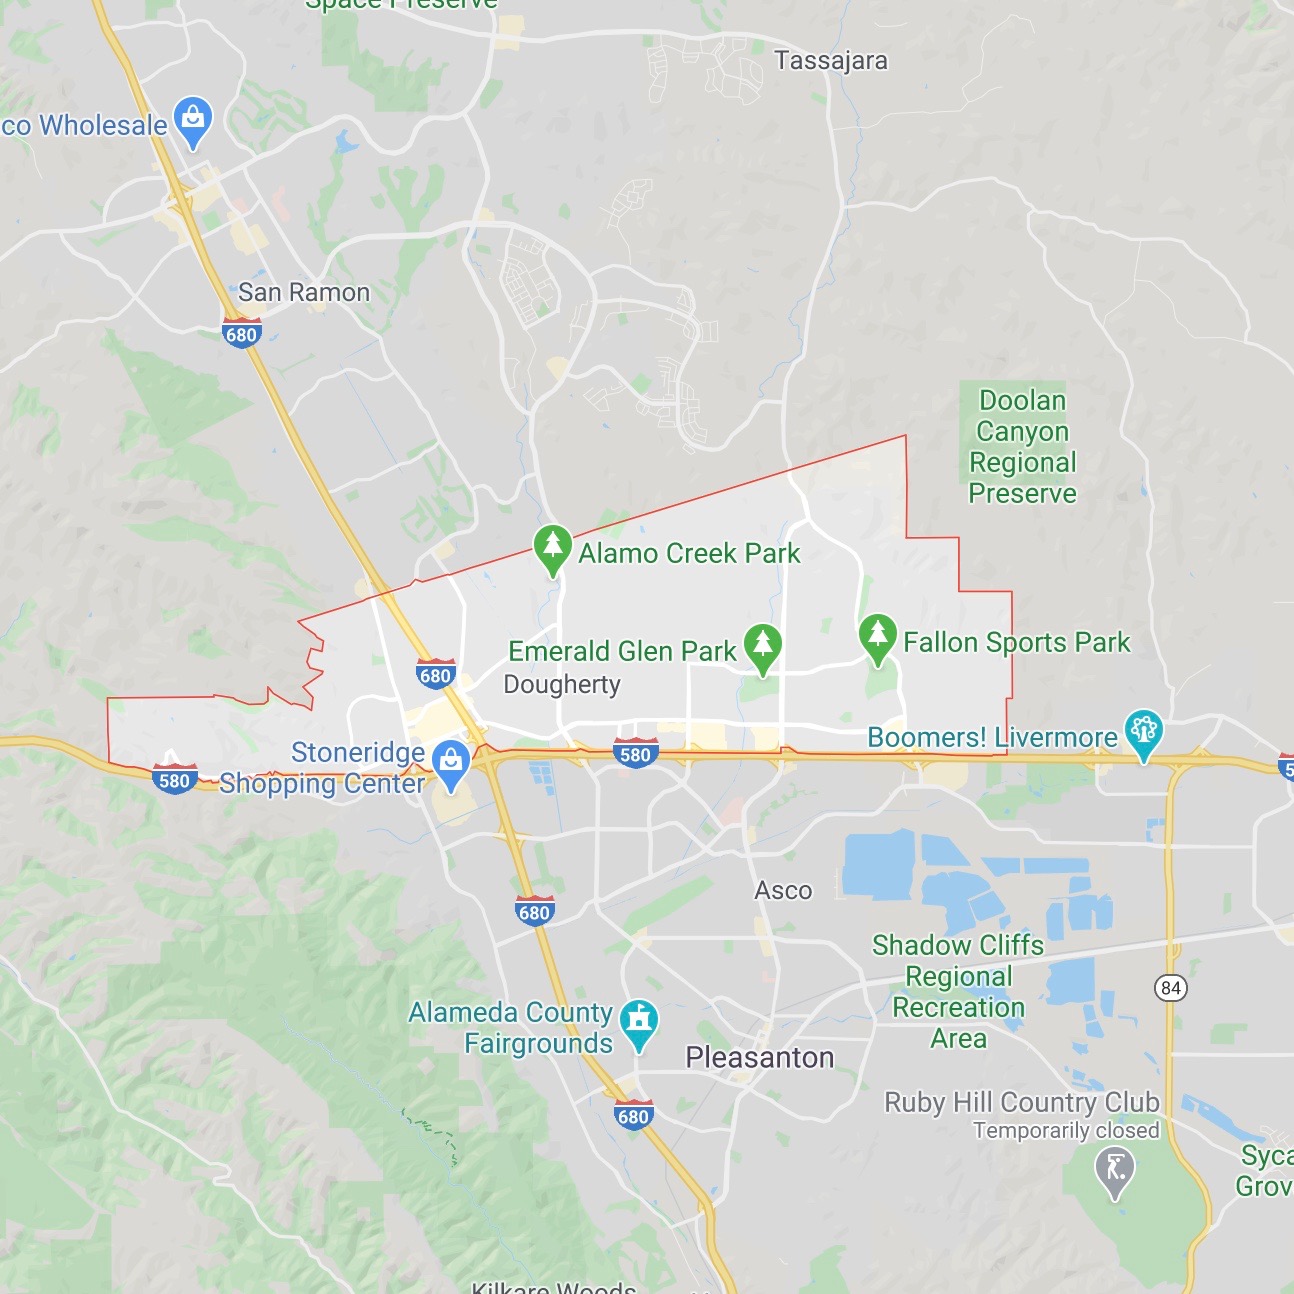 Space Preserve
Tassajara
co Wholesale
San Ramon
680
Doolan
Canyon
Regional
Preserve
Alamo Creek Park
Emerald Glen Park
Fallon Sports Park
680
Dougherty
Boomers! Livermore
Stoneridge
Shopping Center
580
580
5
Asco
680
Shadow Cliffs
Regional
Recreation
Area
84
Alameda County
Fairgrounds
Pleasanton
680
Ruby Hill Country Club
Temporarily closed
Syca
Grov
Kilkare Woods